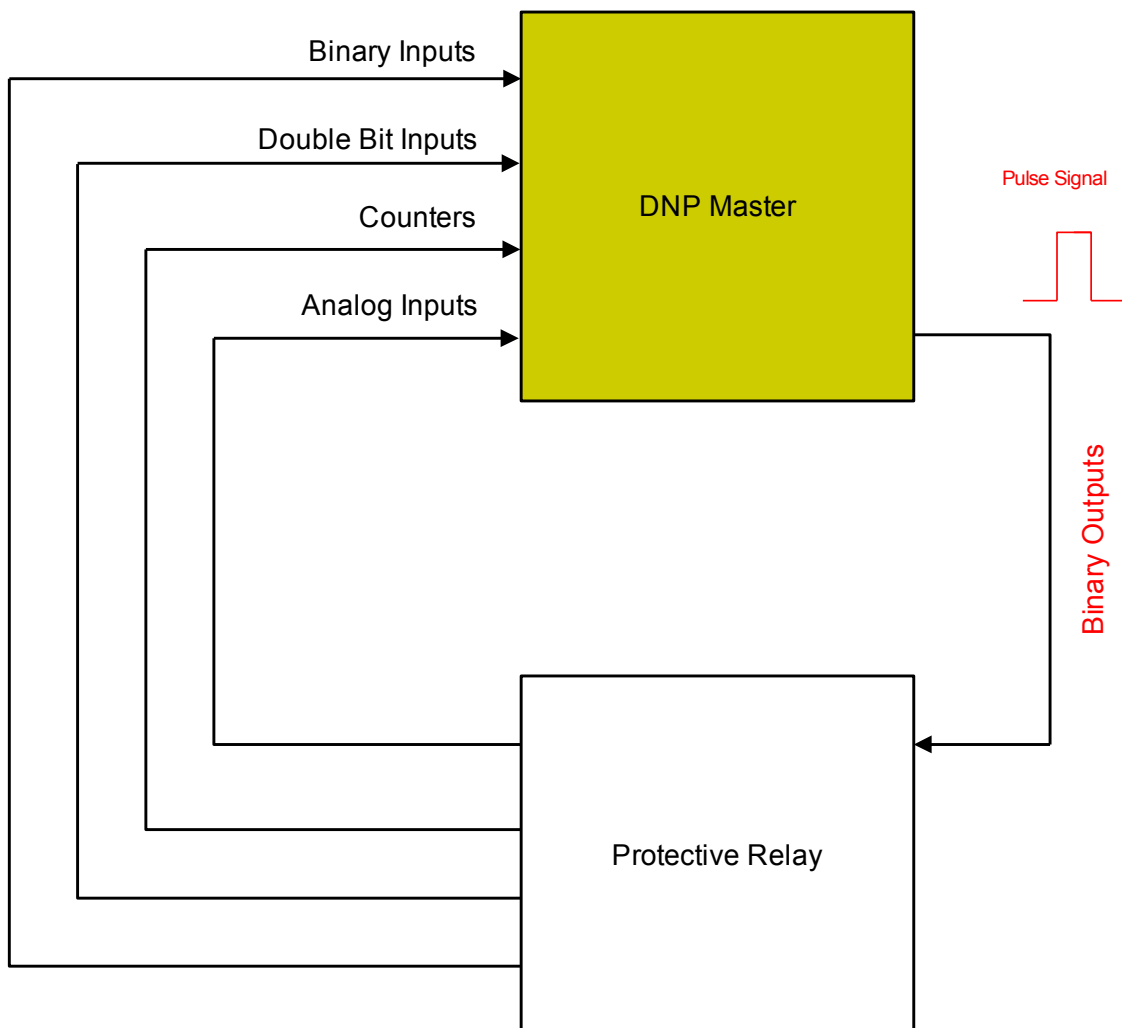 Binary Inputs
Double Bit Inputs
Counters
Analog Inputs
DNP Master
Pulse Signal
Binary Outputs
Protective Relay